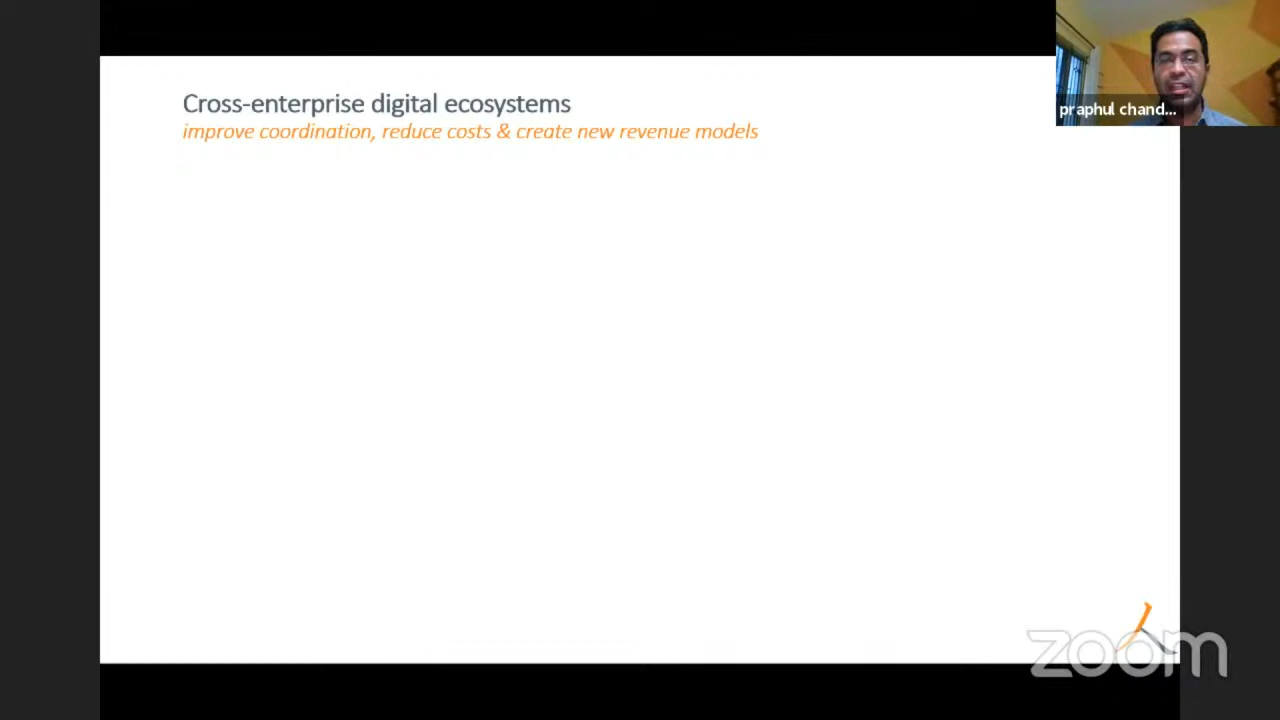 Cross-enterprise digital ecosystems
improve coordination, reduce costs & create new revenue models
praphul chand...
zoom